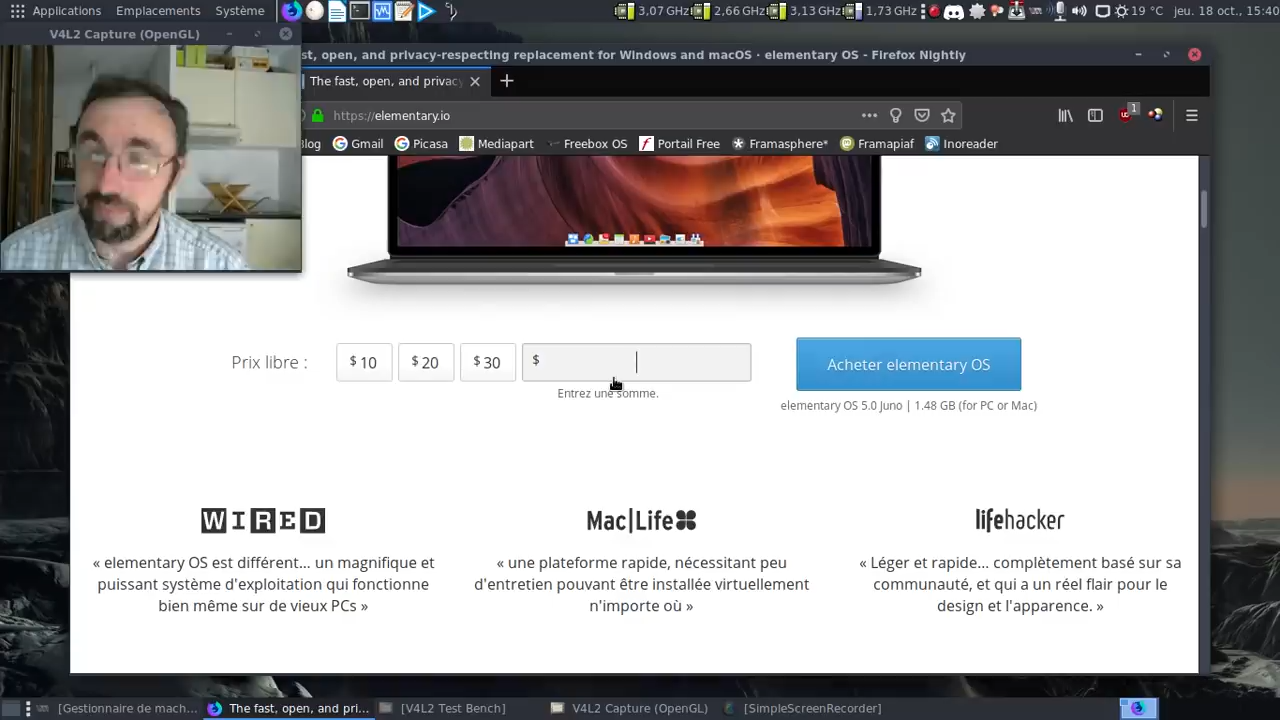 Applications Emplacements Système 3,07 GHz 2,66 GHz 3,13 GHz 1,73 GHz 19 °C jeu. 18 oct., 15:40
V4L2 Capture (OpenGL)
st, open, and privacy-respecting replacement for Windows and macOS · elementary OS - Firefox Nightly
The fast, open, and privacy
https://elementary.io
1
log Gmail Picasa Mediapart Freebox OS Portail Free Framasphere* Framapiaf Inoreader
Prix libre : $ 10 $ 20 $ 30 $ Acheter elementary OS
Entrez une somme.
elementary OS 5.0 Juno | 1.48 GB (for PC or Mac)
WIRED Mac|Life lifehacker
« elementary OS est différent... un magnifique et
puissant système d'exploitation qui fonctionne
bien même sur de vieux PCs »
« une plateforme rapide, nécessitant peu
d'entretien pouvant être installée virtuellement
n'importe où »
« Léger et rapide... complètement basé sur sa
communauté, et qui a un réel flair pour le
design et l'apparence. »
[Gestionnaire de mach... The fast, open, and pri... [V4L2 Test Bench] V4L2 Capture (OpenGL) [SimpleScreenRecorder]